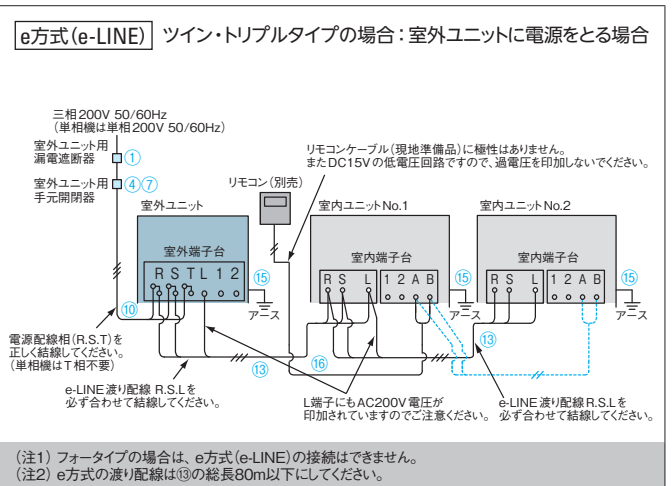 e方式(e-LINE) ツイン・トリプルタイプの場合：室外ユニットに電源をとる場合
三相200V 50/60Hz
(単相機は単相200V 50/60Hz)
室外ユニット用
漏電遮断器
①
室外ユニット用
手元開閉器
④⑦
リモコンケーブル(現地準備品)に極性はありません。
またDC15Vの低電圧回路ですので、過電圧を印加しないでください。
リモコン(別売)
室外ユニット
室外端子台
R S T L 1 2
⑮
アース
室内ユニットNo.1
室内端子台
R S L 1 2 A B
⑮
アース
室内ユニットNo.2
室内端子台
R S L 1 2 A B
⑮
アース
⑩
⑬
⑯
⑬
電源配線相(R.S.T)を
正しく結線してください。
(単相機はT相不要)
e-LINE渡り配線 R.S.Lを
必ず合わせて結線してください。
L端子にもAC200V電圧が
印加されていますのでご注意ください。
e-LINE渡り配線R.S.Lを
必ず合わせて結線してください。
(注1) フォータイプの場合は、e方式(e-LINE)の接続はできません。
(注2) e方式の渡り配線は⑬の総長80m以下にしてください。